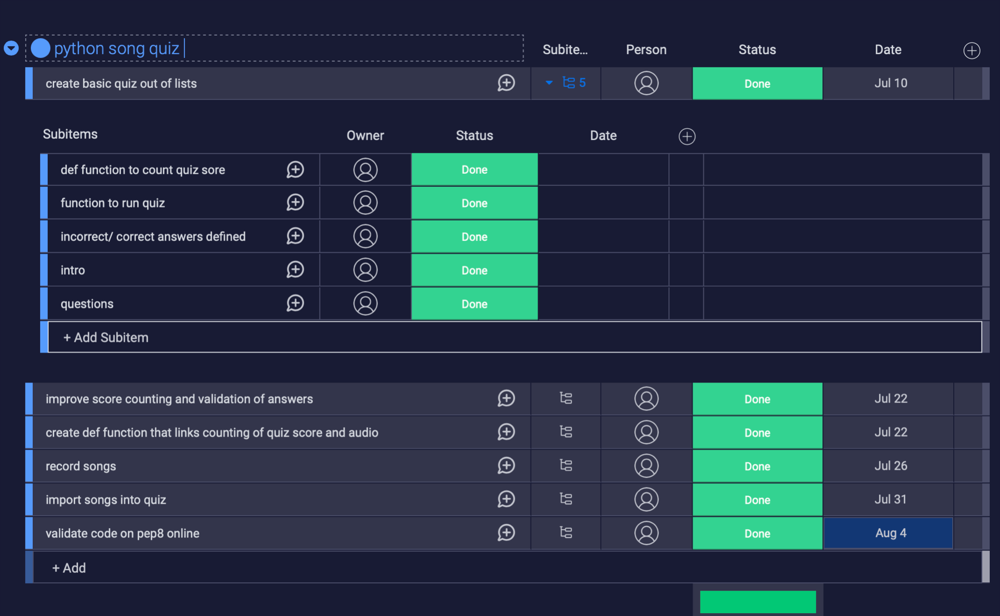 python song quiz Subite... Person Status Date
create basic quiz out of lists 5 Done Jul 10
Subitems Owner Status Date
def function to count quiz sore Done
function to run quiz Done
incorrect/ correct answers defined Done
intro Done
questions Done
+ Add Subitem
improve score counting and validation of answers Done Jul 22
create def function that links counting of quiz score and audio Done Jul 22
record songs Done Jul 26
import songs into quiz Done Jul 31
validate code on pep8 online Done Aug 4
+ Add